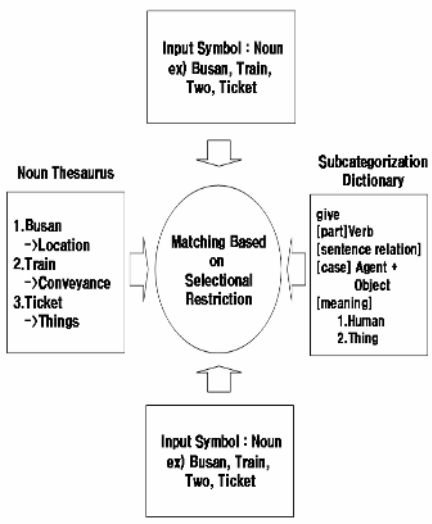 Input Symbol : Noun
ex) Busan, Train,
Two, Ticket
Noun Thesaurus
1.Busan
->Location
2.Train
->Conveyance
3.Ticket
->Things
Matching Based
on
Selectional
Restriction
Subcategorization
Dictionary
give
[part]Verb
[sentence relation]
[case] Agent +
Object
[meaning]
1.Human
2.Thing
Input Symbol : Noun
ex) Busan, Train,
Two, Ticket